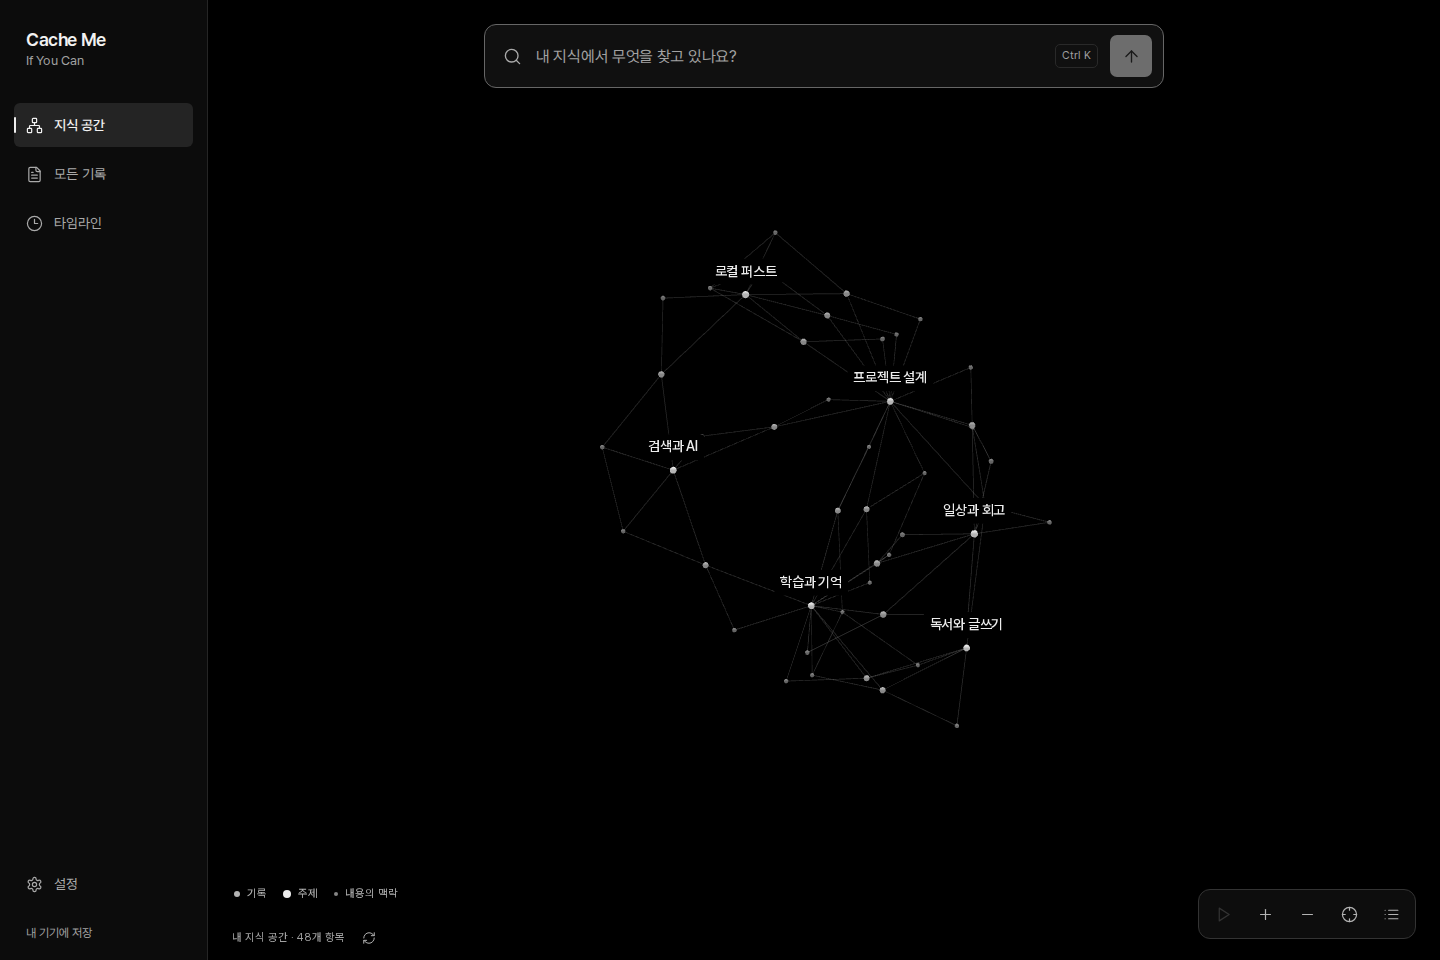 Cache Me
If You Can
지식 공간
모든 기록
타임라인
설정
내 기기에 저장
내 지식에서 무엇을 찾고 있나요?
Ctrl K
로컬 퍼스트
프로젝트 설계
검색과 AI
일상과 회고
학습과 기억
독서와 글쓰기
기록
주제
내용의 맥락
내 지식 공간 · 48개 항목